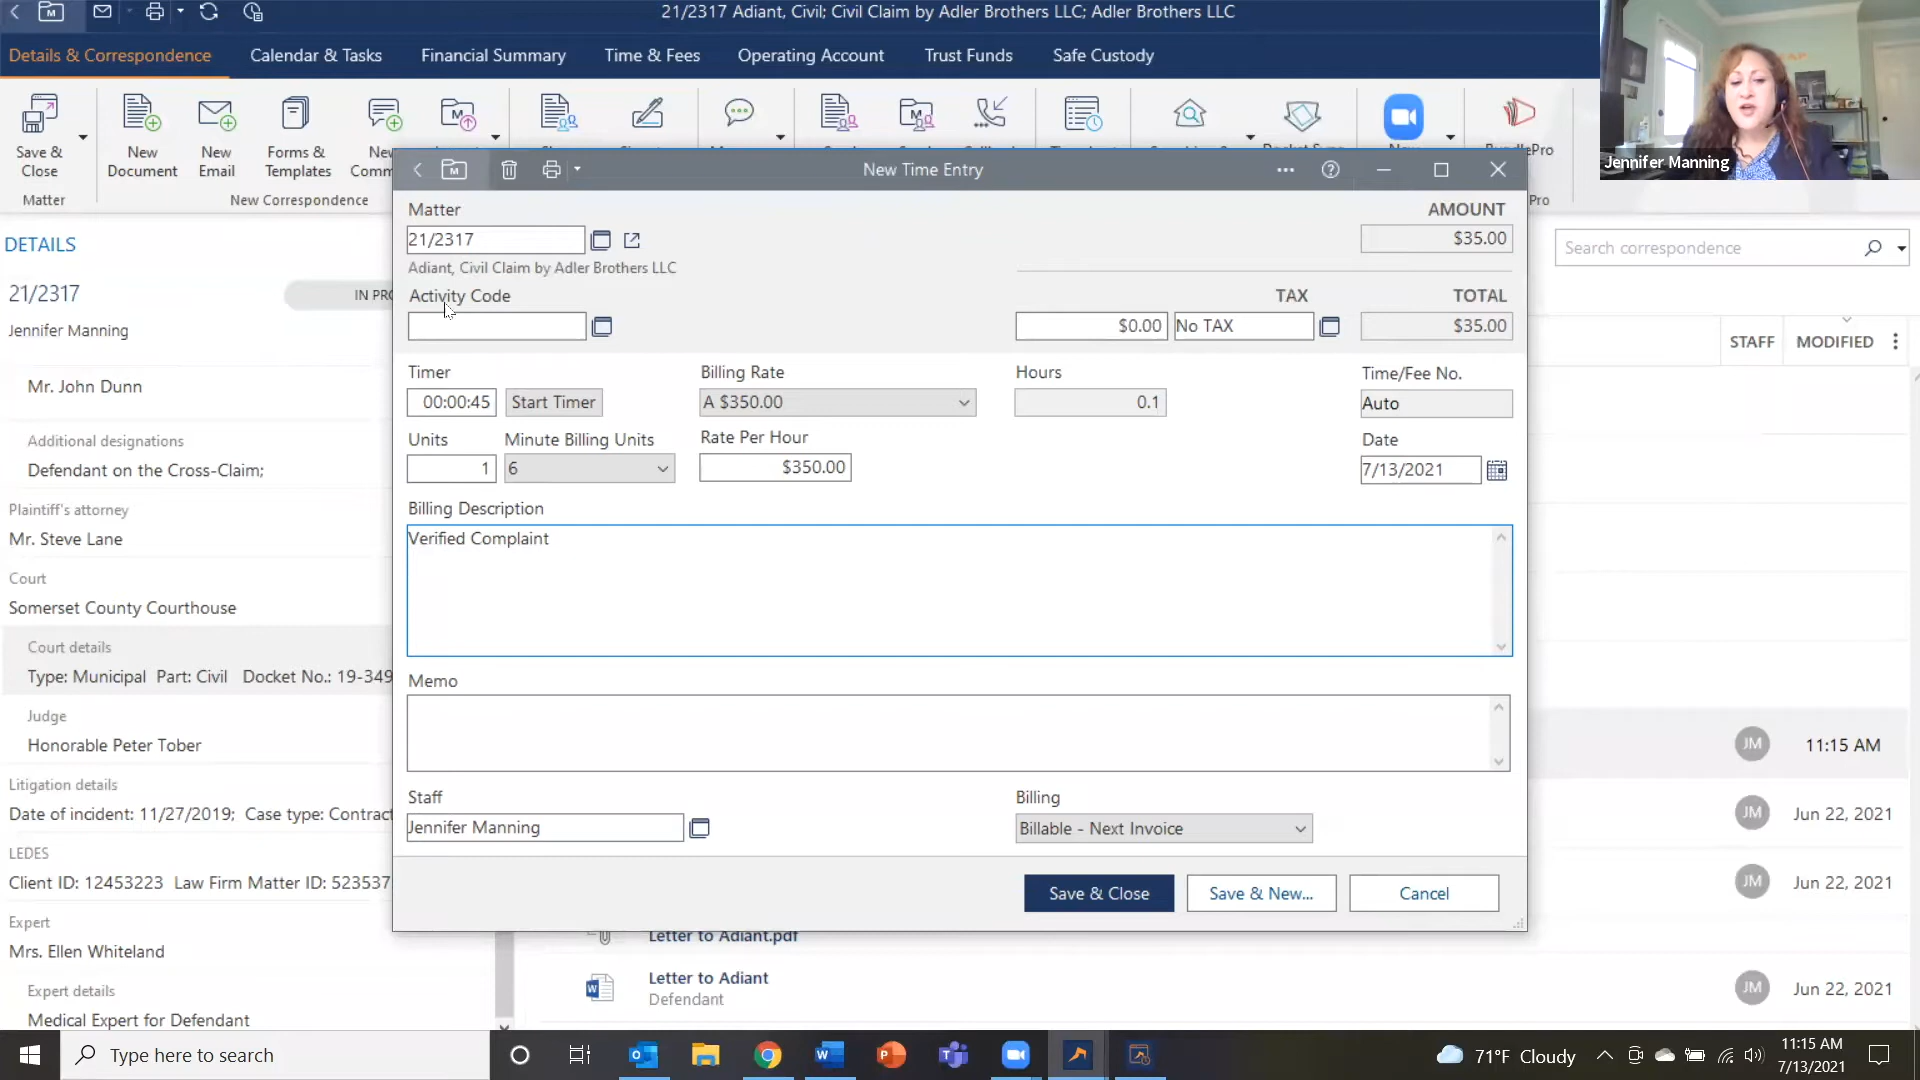 21/2317 Adiant, Civil; Civil Claim by Adler Brothers LLC; Adler Brothers LLC
Details & Correspondence
Calendar & Tasks
Financial Summary
Time & Fees
Operating Account
Trust Funds
Safe Custody
Save &
Close
New
Document
New
Email
Forms &
Templates
Matter
New Correspondence
Jennifer Manning
New Time Entry
DETAILS
21/2317
IN PRO
Jennifer Manning
Mr. John Dunn
Additional designations
Defendant on the Cross-Claim;
Plaintiff's attorney
Mr. Steve Lane
Court
Somerset County Courthouse
Court details
Type: Municipal Part: Civil Docket No.: 19-349
Judge
Honorable Peter Tober
Litigation details
Date of incident: 11/27/2019; Case type: Contract
LEDES
Client ID: 12453223 Law Firm Matter ID: 523537
Expert
Mrs. Ellen Whiteland
Expert details
Medical Expert for Defendant
Matter
21/2317
Adiant, Civil Claim by Adler Brothers LLC
AMOUNT
$35.00
Activity Code
TAX
TOTAL
$0.00
No TAX
$35.00
Timer
Billing Rate
Hours
Time/Fee No.
00:00:45
Start Timer
A $350.00
0.1
Auto
Units
Minute Billing Units
Rate Per Hour
Date
1
6
$350.00
7/13/2021
Billing Description
Verified Complaint
Memo
Staff
Billing
Jennifer Manning
Billable - Next Invoice
Save & Close
Save & New...
Cancel
Search correspondence
STAFF
MODIFIED
JM
11:15 AM
JM
Jun 22, 2021
JM
Jun 22, 2021
Letter to Adiant.pdf
Letter to Adiant
Defendant
JM
Jun 22, 2021
Type here to search
71°F Cloudy
11:15 AM
7/13/2021